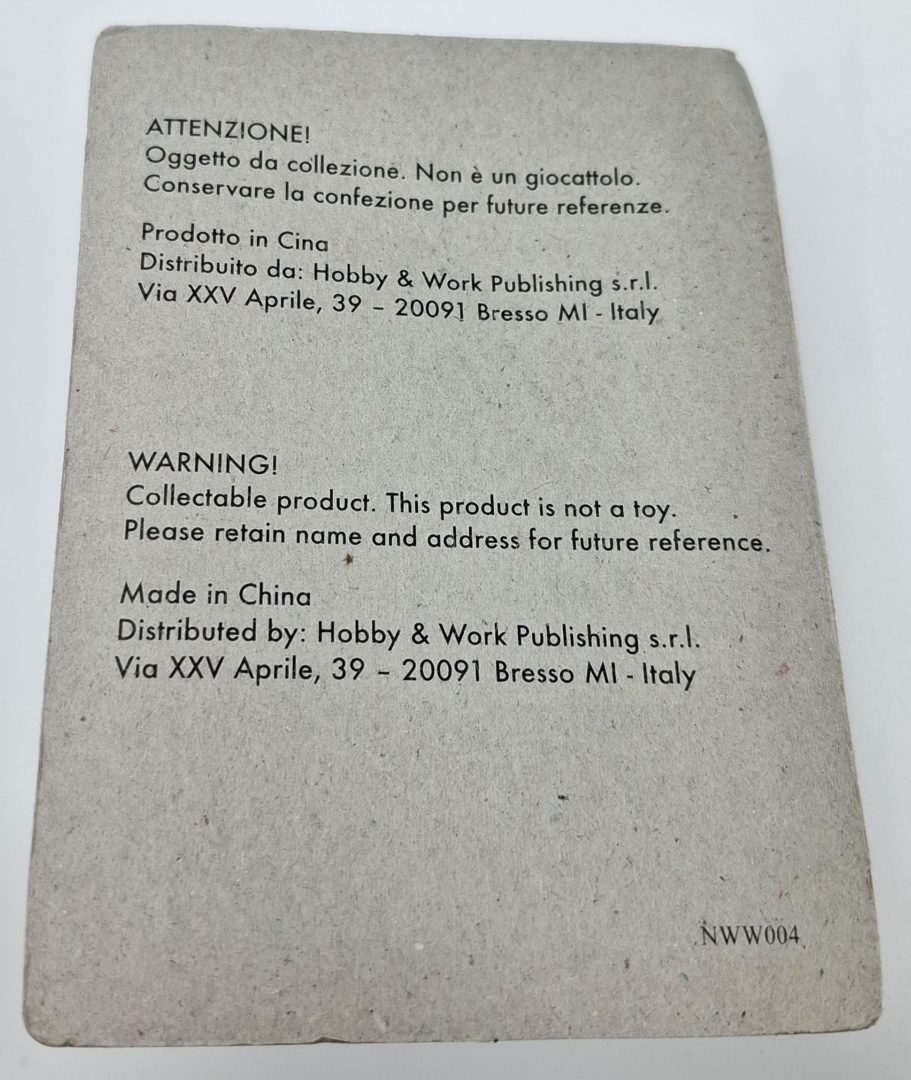 ATTENZIONE!
Oggetto da collezione. Non è un giocattolo.
Conservare la confezione per future referenze.
Prodotto in Cina
Distribuito da: Hobby & Work Publishing s.r.l.
Via XXV Aprile, 39 – 20091 Bresso MI - Italy
WARNING!
Collectable product. This product is not a toy.
Please retain name and address for future reference.
Made in China
Distributed by: Hobby & Work Publishing s.r.l.
Via XXV Aprile, 39 – 20091 Bresso MI - Italy
NWW004